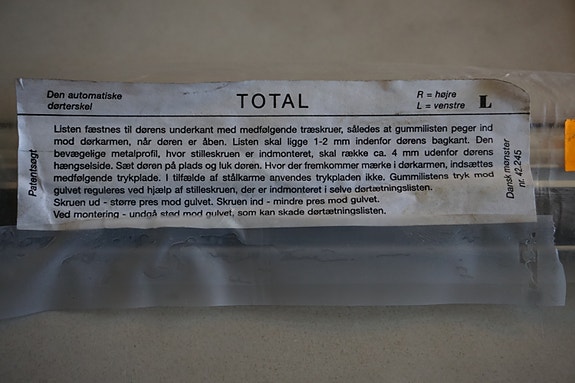 Den automatiske
dørterskel
TOTAL
R = højre
L = venstre
L
Patentsøgt
Listen fæstnes til dørens underkant med medfølgende træskruer, således at gummilisten peger ind
mod dørkarmen, når døren er åben. Listen skal ligge 1-2 mm indenfor dørens bagkant. Den
bevægelige metalprofil, hvor stilleskruen er indmonteret, skal række ca. 4 mm udenfor dørens
hængselside. Sæt døren på plads og luk døren. Hvor der fremkommer mærke i dørkarmen, indsættes
medfølgende trykplade. I tilfælde af stålkarme anvendes trykpladen ikke. Gummilistens tryk mod
gulvet reguleres ved hjælp af stilleskruen, der er indmonteret i selve dørtætningslisten.
Skruen ud - større pres mod gulvet. Skruen ind - mindre pres mod gulvet.
Ved montering - undgå stød mod gulvet, som kan skade dørtætningslisten.
Dansk mønster
nr. 42.245